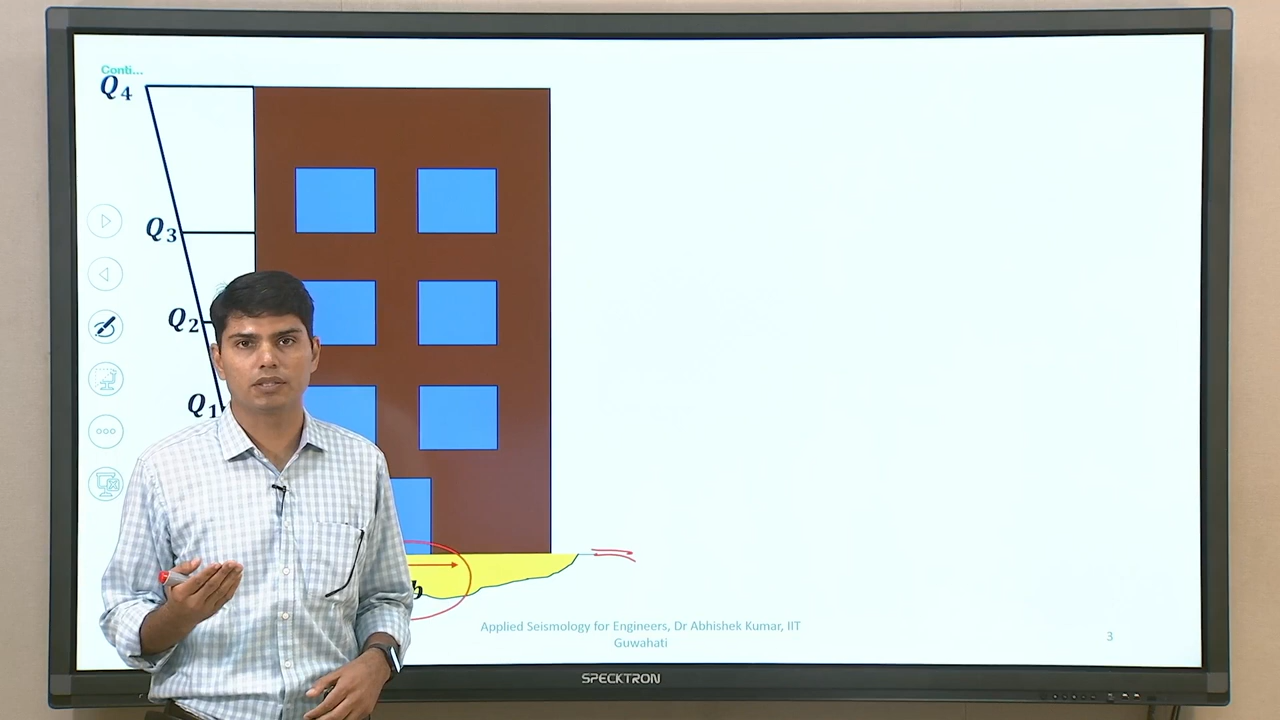 Conti...
Q4
Q3
Q2
Q1
b
Applied Seismology for Engineers, Dr Abhishek Kumar, IIT
Guwahati
3
SPECKTRON